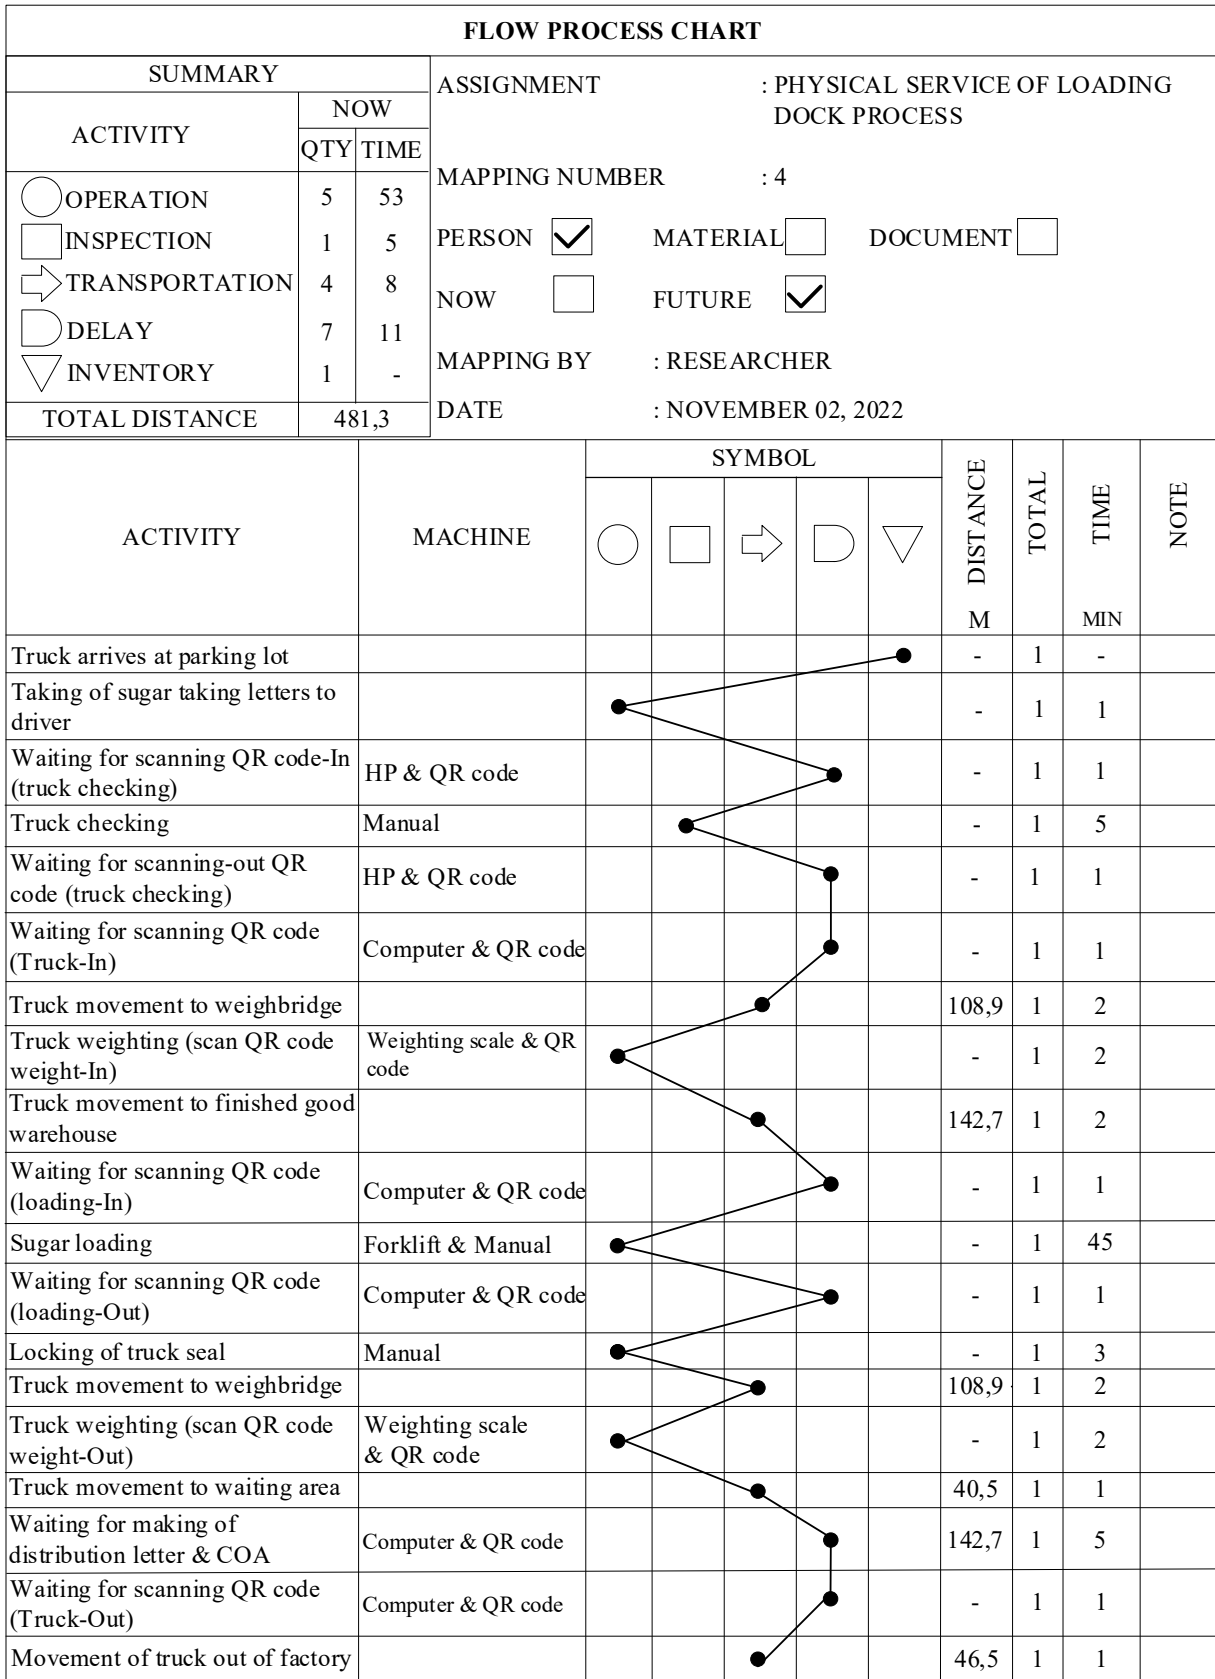 FLOW PROCESS CHART
SUMMARY
ACTIVITY
NOW
QTY TIME
OPERATION 5 53
INSPECTION 1 5
TRANSPORTATION 4 8
DELAY 7 11
INVENTORY 1 -
TOTAL DISTANCE 481,3
ASSIGNMENT : PHYSICAL SERVICE OF LOADING
DOCK PROCESS
MAPPING NUMBER : 4
PERSON MATERIAL DOCUMENT
NOW FUTURE
MAPPING BY : RESEARCHER
DATE : NOVEMBER 02, 2022
ACTIVITY MACHINE SYMBOL DISTANCE TOTAL TIME NOTE
M MIN
Truck arrives at parking lot - 1 -
Taking of sugar taking letters to
driver - 1 1
Waiting for scanning QR code-In
(truck checking) HP & QR code - 1 1
Truck checking Manual - 1 5
Waiting for scanning-out QR
code (truck checking) HP & QR code - 1 1
Waiting for scanning QR code
(Truck-In) Computer & QR code - 1 1
Truck movement to weighbridge 108,9 1 2
Truck weighting (scan QR code
weight-In) Weighting scale & QR
code - 1 2
Truck movement to finished good
warehouse 142,7 1 2
Waiting for scanning QR code
(loading-In) Computer & QR code - 1 1
Sugar loading Forklift & Manual - 1 45
Waiting for scanning QR code
(loading-Out) Computer & QR code - 1 1
Locking of truck seal Manual - 1 3
Truck movement to weighbridge 108,9 1 2
Truck weighting (scan QR code
weight-Out) Weighting scale
& QR code - 1 2
Truck movement to waiting area 40,5 1 1
Waiting for making of
distribution letter & COA Computer & QR code 142,7 1 5
Waiting for scanning QR code
(Truck-Out) Computer & QR code - 1 1
Movement of truck out of factory 46,5 1 1